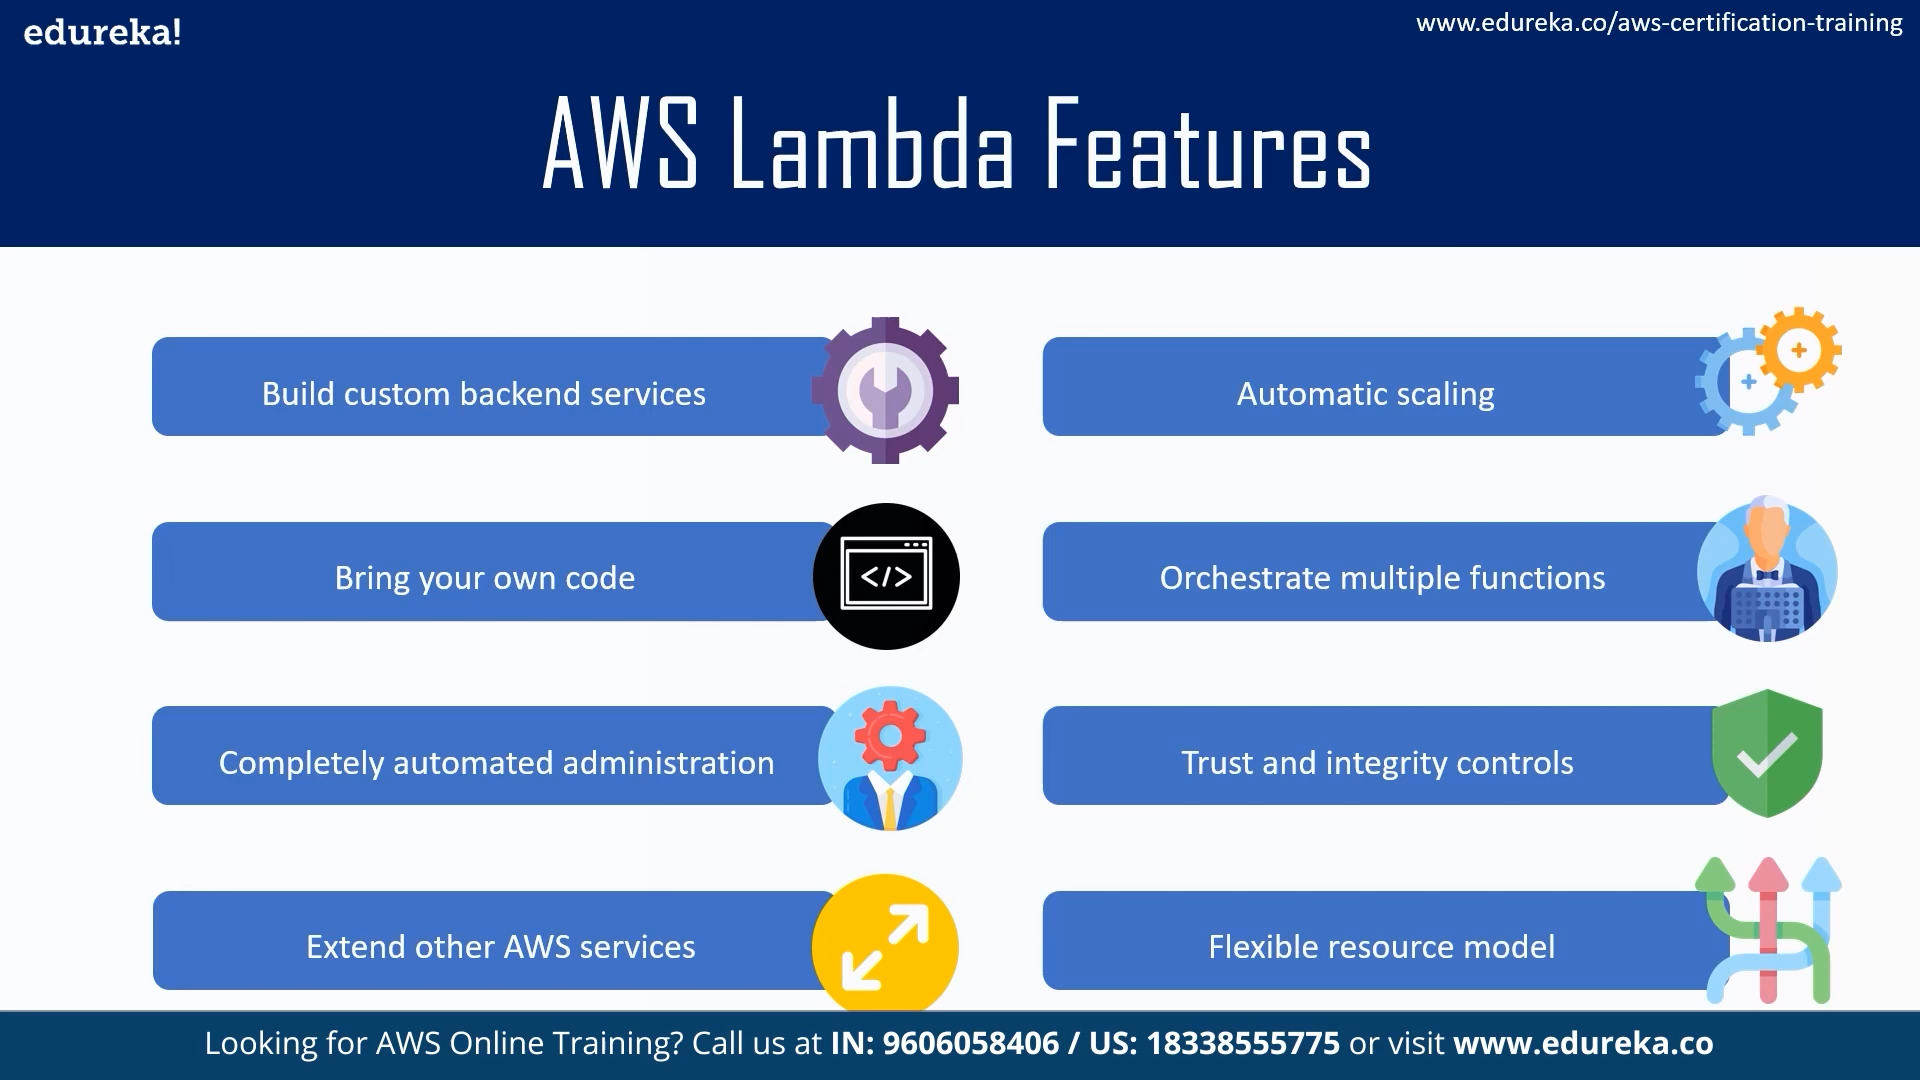 edureka!
www.edureka.co/aws-certification-training
AWS Lambda Features
Build custom backend services
Automatic scaling
Bring your own code
</>
Orchestrate multiple functions
Completely automated administration
Trust and integrity controls
Extend other AWS services
Flexible resource model
Looking for AWS Online Training? Call us at IN: 9606058406 / US: 18338555775 or visit www.edureka.co